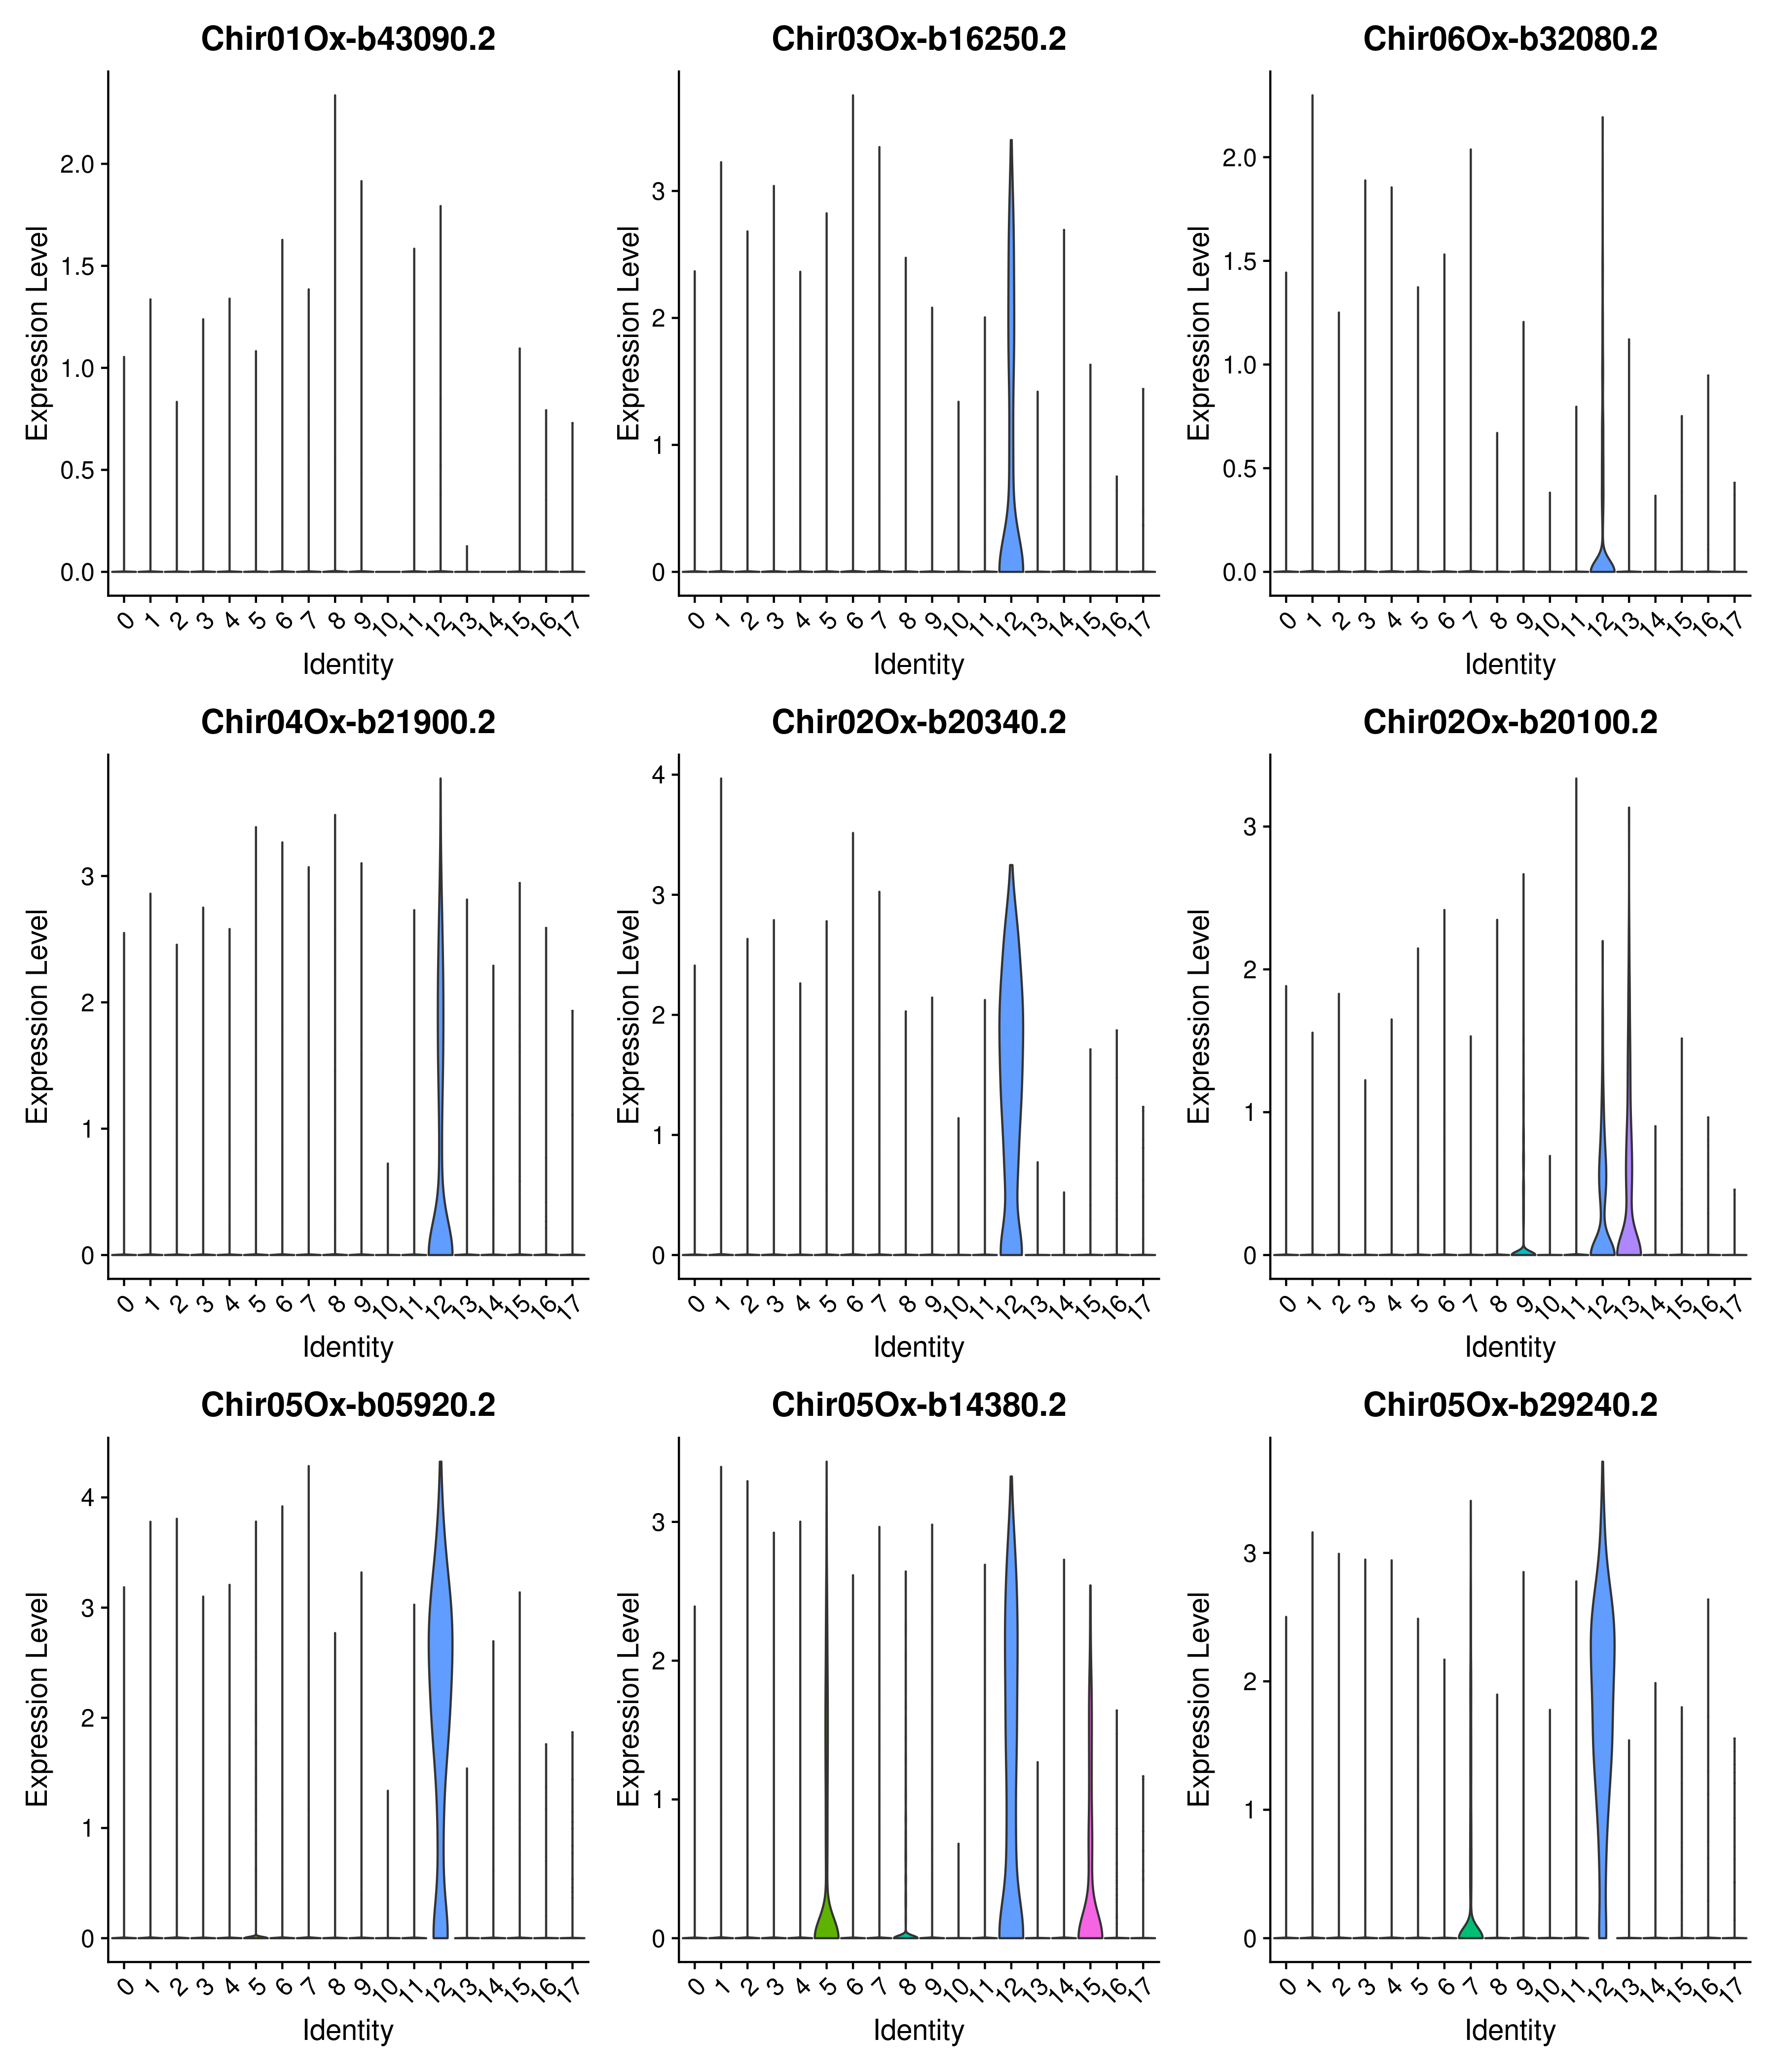 Chir01Ox-b43090.2
Expression Level
2.0
1.5
1.0
0.5
0.0
0 1 2 3 4 5 6 7 8 9 10 11 12 13 14 15 16 17
Identity
Chir03Ox-b16250.2
Expression Level
3
2
1
0
0 1 2 3 4 5 6 7 8 9 10 11 12 13 14 15 16 17
Identity
Chir06Ox-b32080.2
Expression Level
2.0
1.5
1.0
0.5
0.0
0 1 2 3 4 5 6 7 8 9 10 11 12 13 14 15 16 17
Identity
Chir04Ox-b21900.2
Expression Level
3
2
1
0
0 1 2 3 4 5 6 7 8 9 10 11 12 13 14 15 16 17
Identity
Chir02Ox-b20340.2
Expression Level
4
3
2
1
0
0 1 2 3 4 5 6 7 8 9 10 11 12 13 14 15 16 17
Identity
Chir02Ox-b20100.2
Expression Level
3
2
1
0
0 1 2 3 4 5 6 7 8 9 10 11 12 13 14 15 16 17
Identity
Chir05Ox-b05920.2
Expression Level
4
3
2
1
0
0 1 2 3 4 5 6 7 8 9 10 11 12 13 14 15 16 17
Identity
Chir05Ox-b14380.2
Expression Level
3
2
1
0
0 1 2 3 4 5 6 7 8 9 10 11 12 13 14 15 16 17
Identity
Chir05Ox-b29240.2
Expression Level
3
2
1
0
0 1 2 3 4 5 6 7 8 9 10 11 12 13 14 15 16 17
Identity